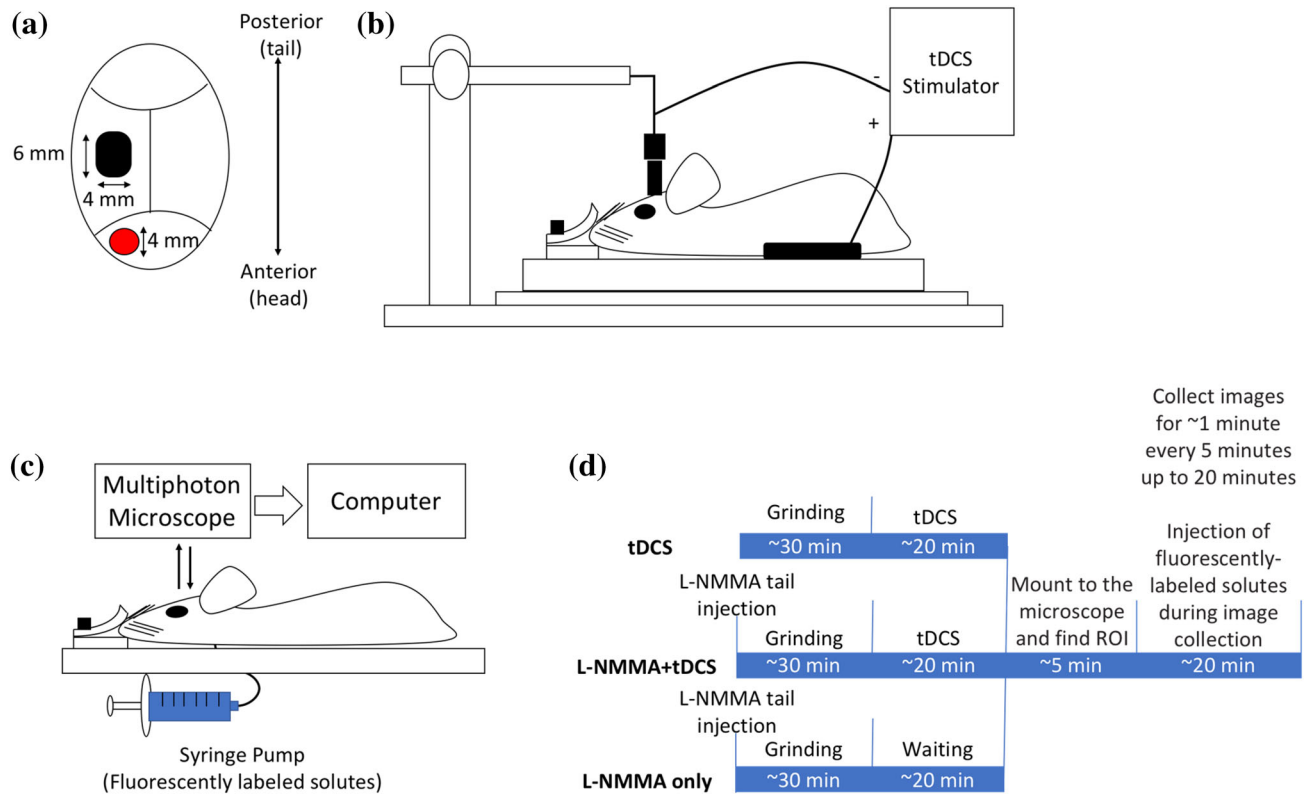 (a)
Posterior
(tail)
6 mm
4 mm
4 mm
Anterior
(head)
(b)
tDCS
Stimulator
-
+
(c)
Multiphoton
Microscope
Computer
Syringe Pump
(Fluorescently labeled solutes)
(d)
Collect images
for ~1 minute
every 5 minutes
up to 20 minutes
Grinding
tDCS
tDCS
~30 min
~20 min
L-NMMA tail
injection
Mount to the
microscope
and find ROI
Injection of
fluorescently-
labeled solutes
during image
collection
Grinding
tDCS
L-NMMA+tDCS
~30 min
~20 min
~5 min
~20 min
L-NMMA tail
injection
Grinding
Waiting
L-NMMA only
~30 min
~20 min